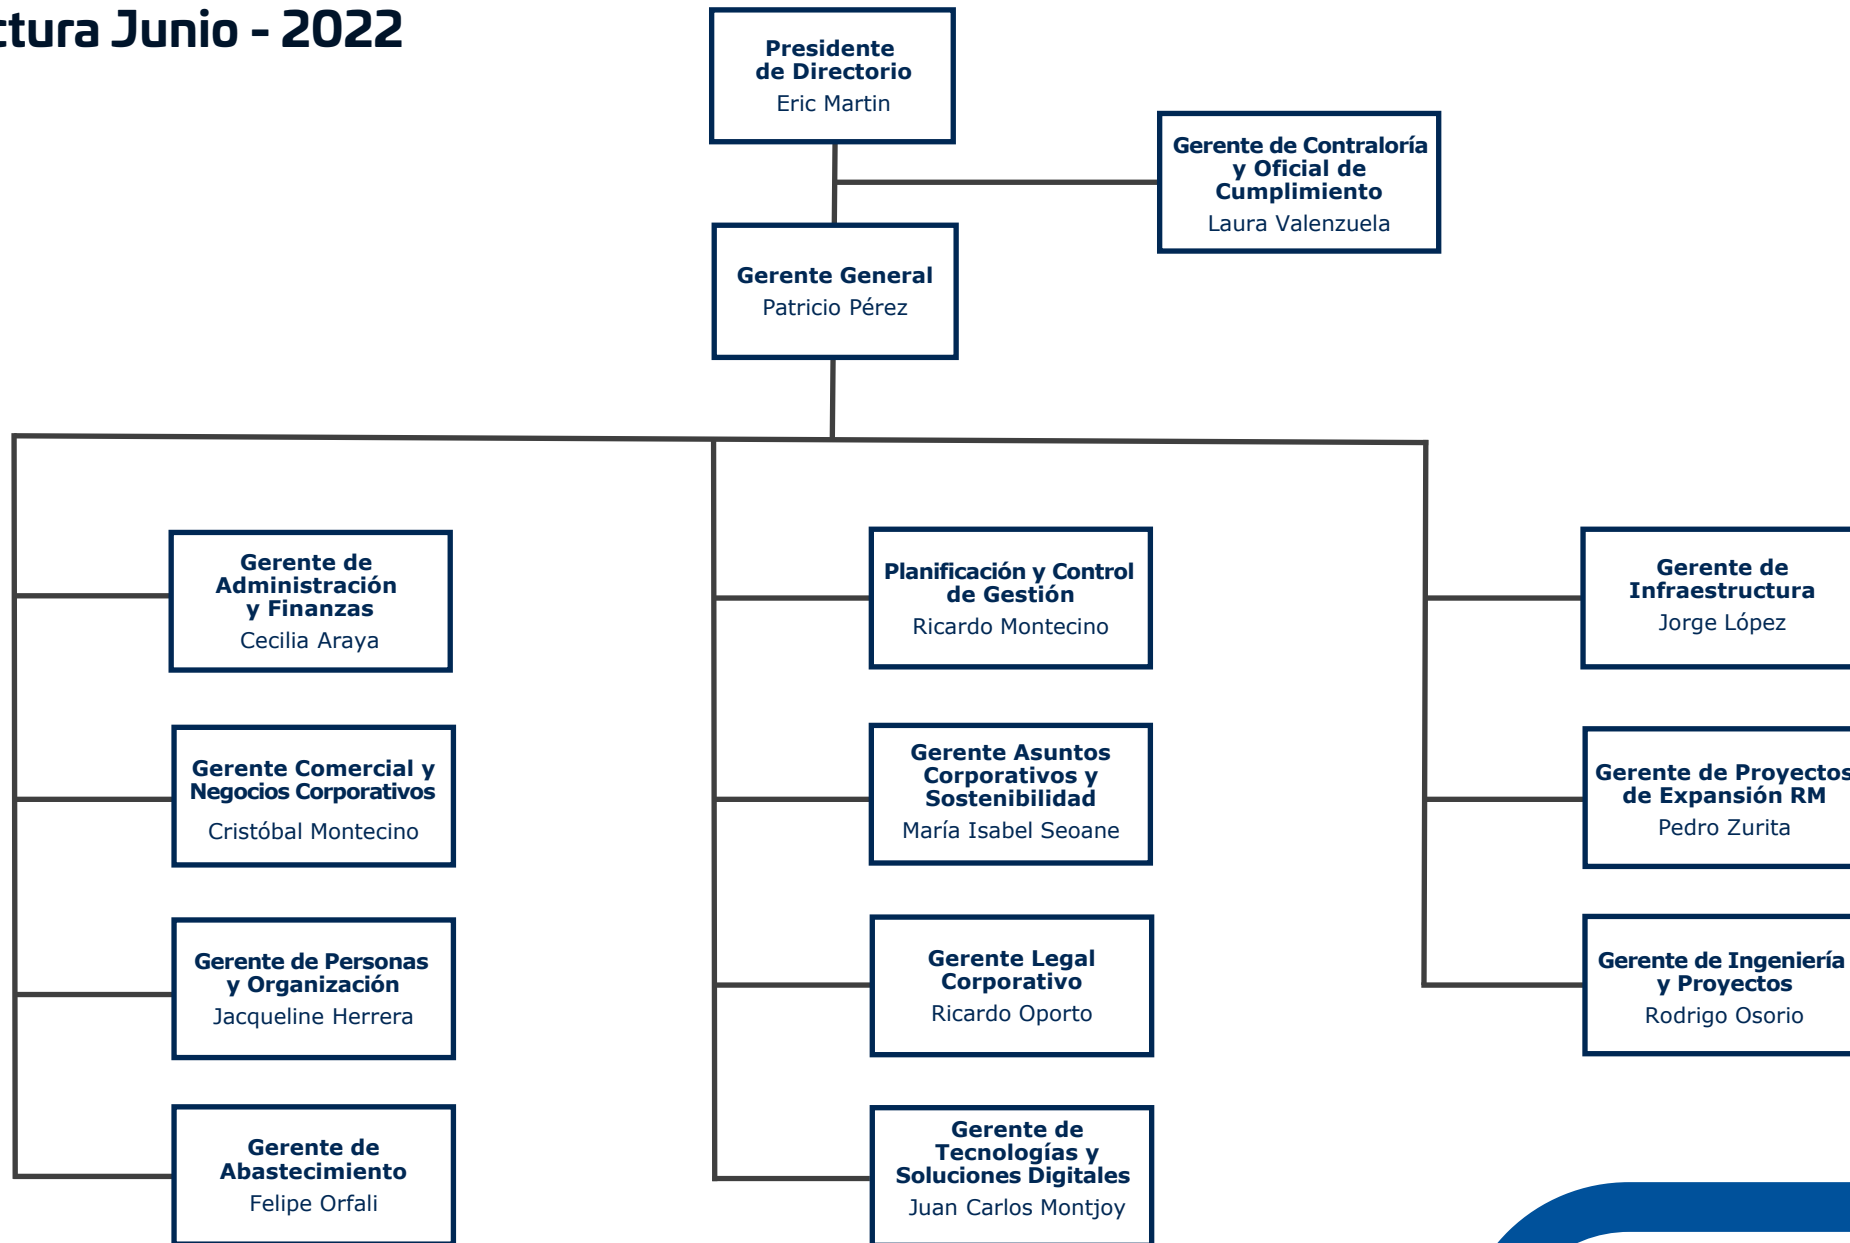 ctura Junio - 2022
Presidente
de Directorio
Eric Martin
Gerente de Contraloría
y Oficial de
Cumplimiento
Laura Valenzuela
Gerente General
Patricio Pérez
Gerente de
Administración
y Finanzas
Cecilia Araya
Gerente Comercial y
Negocios Corporativos
Cristóbal Montecino
Gerente de Personas
y Organización
Jacqueline Herrera
Gerente de
Abastecimiento
Felipe Orfali
Planificación y Control
de Gestión
Ricardo Montecino
Gerente Asuntos
Corporativos y
Sostenibilidad
María Isabel Seoane
Gerente Legal
Corporativo
Ricardo Oporto
Gerente de
Tecnologías y
Soluciones Digitales
Juan Carlos Montjoy
Gerente de
Infraestructura
Jorge López
Gerente de Proyectos
de Expansión RM
Pedro Zurita
Gerente de Ingeniería
y Proyectos
Rodrigo Osorio